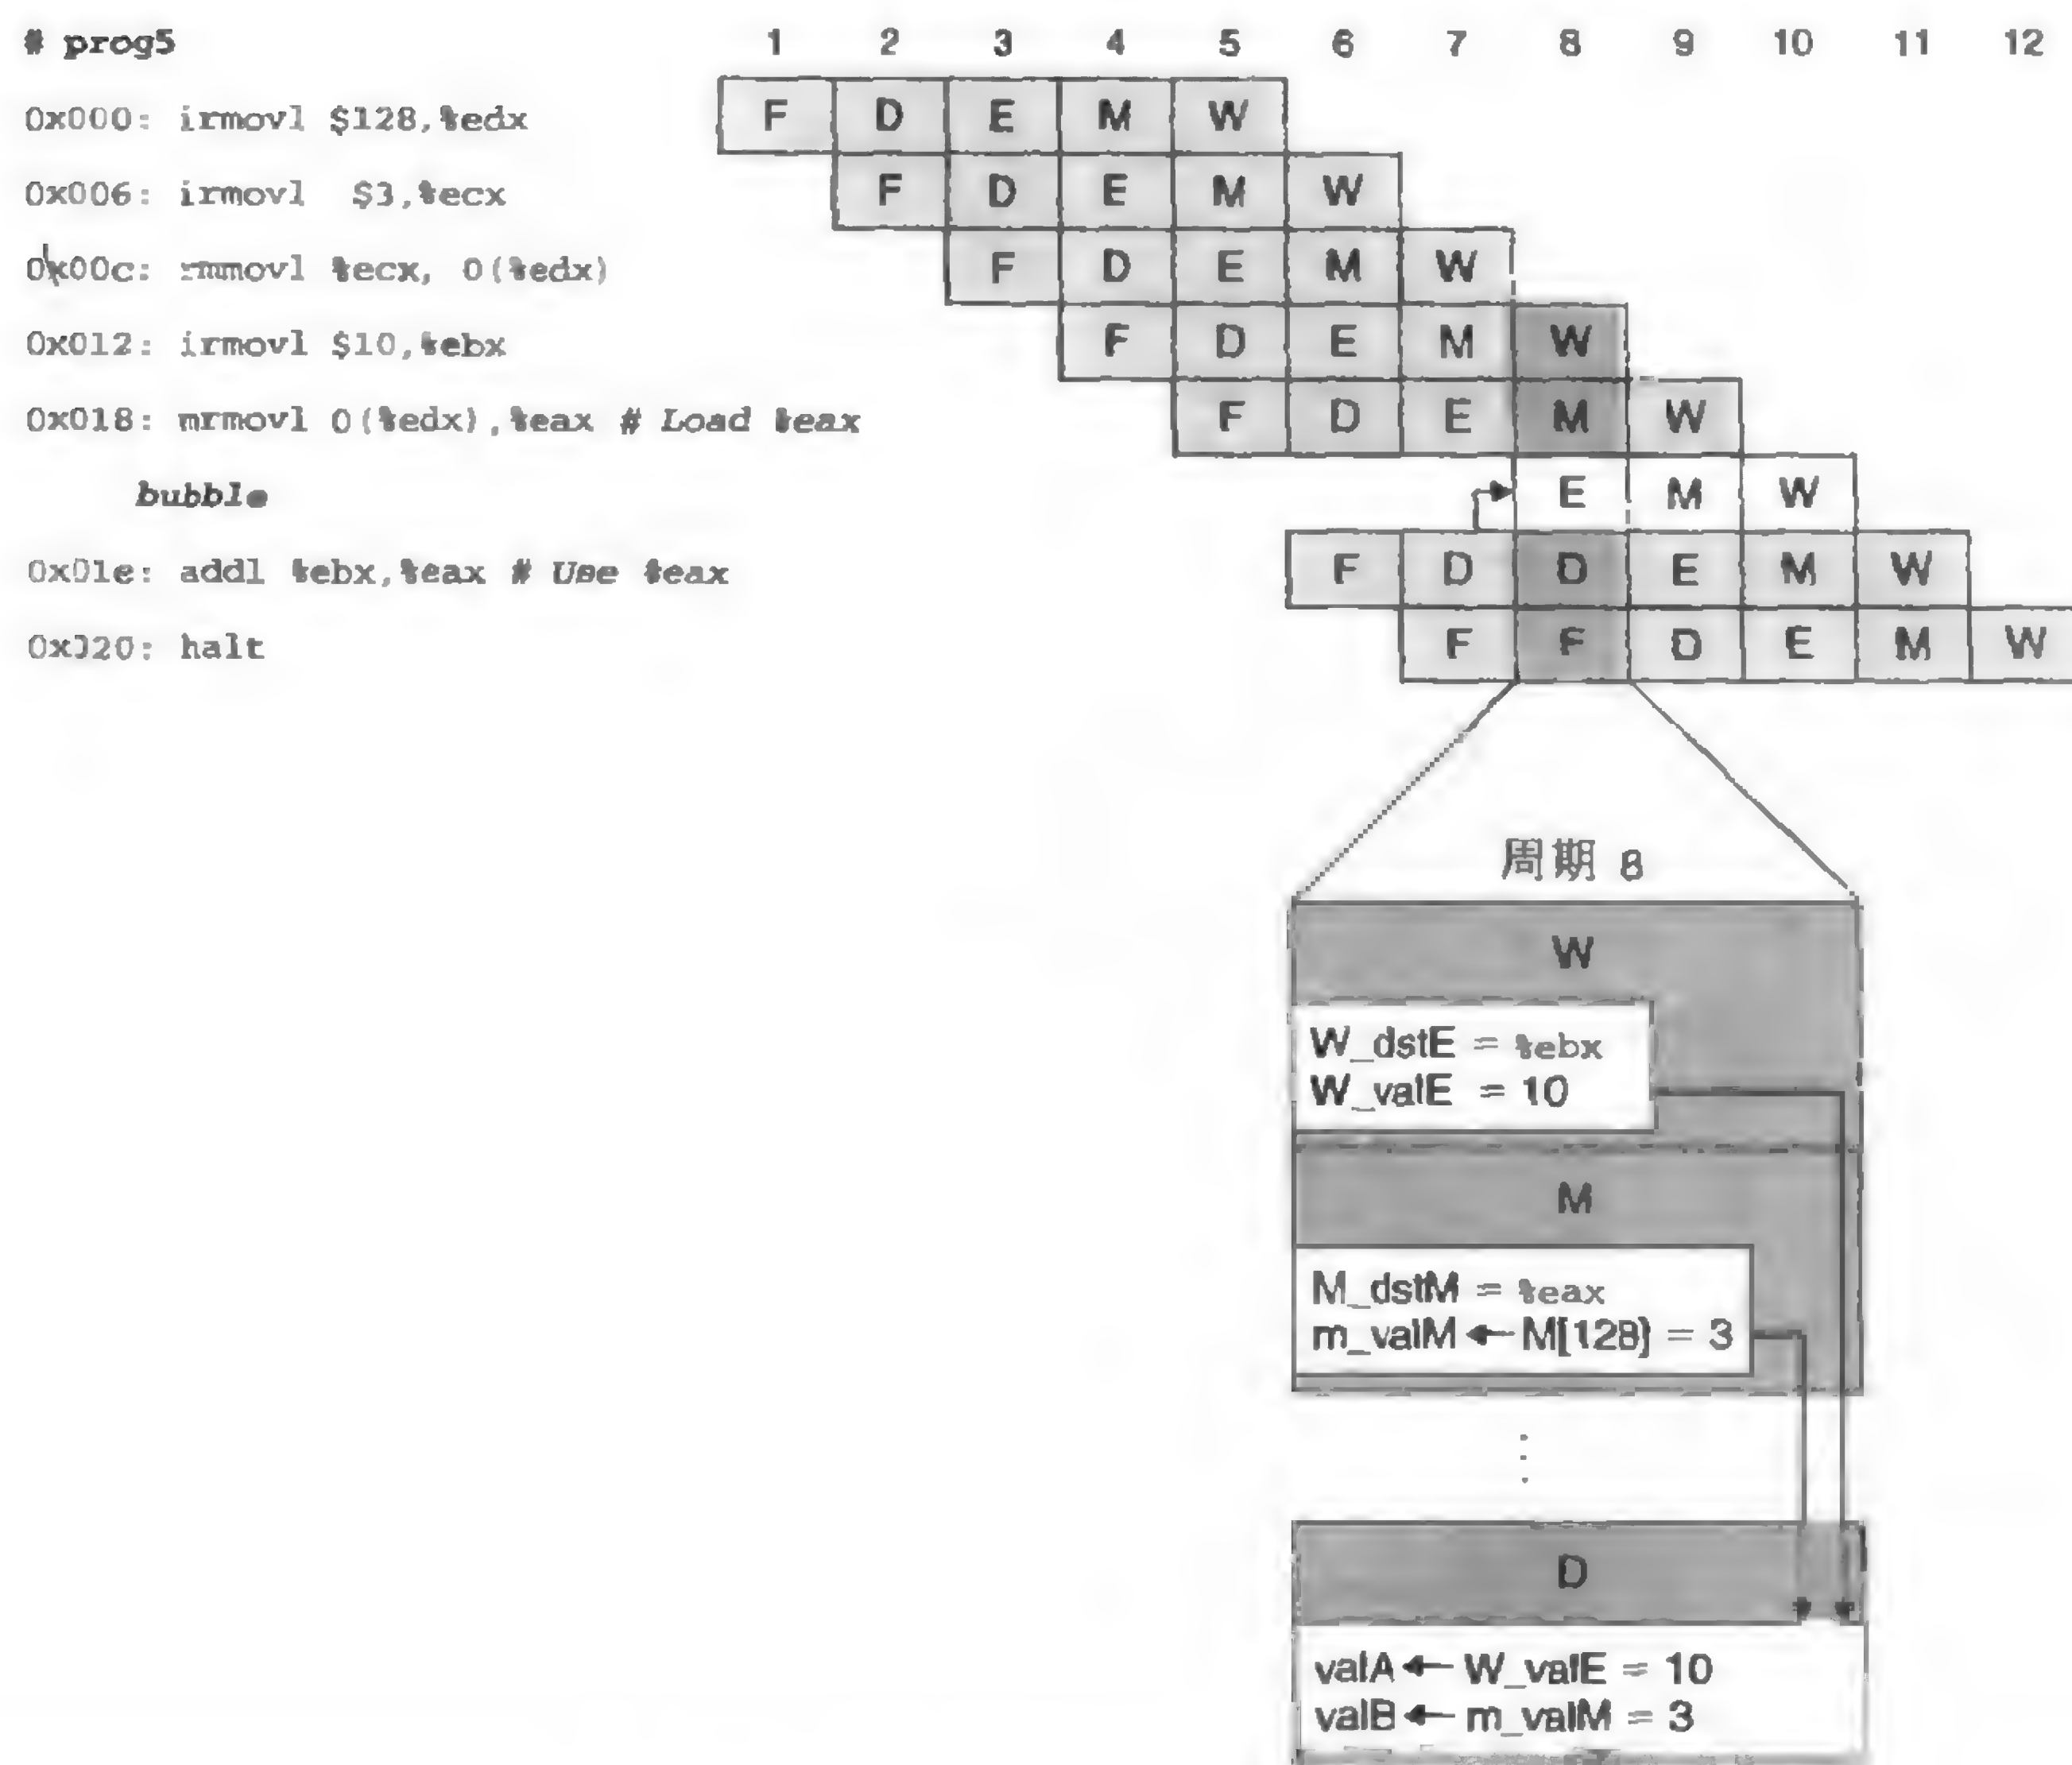 # prog5
1 2 3 4 5 6 7 8 9 10 11 12
0x000: irmovl $128,%edx F D E M W
0x006: irmovl $3,%ecx F D E M W
0x00c: rmmovl %ecx, 0(%edx) F D E M W
0x012: irmovl $10,%ebx F D E M W
0x018: mrmovl 0(%edx),%eax # Load %eax F D E M W
bubble E M W
0x01e: addl %ebx,%eax # Use %eax F D D E M W
0x020: halt F F D E M W
周期 8
W
W_dstE = %ebx
W_valE = 10
M
M_dstM = %eax
m_valM ← M[128] = 3
⋮
D
valA ← W_valE = 10
valB ← m_valM = 3